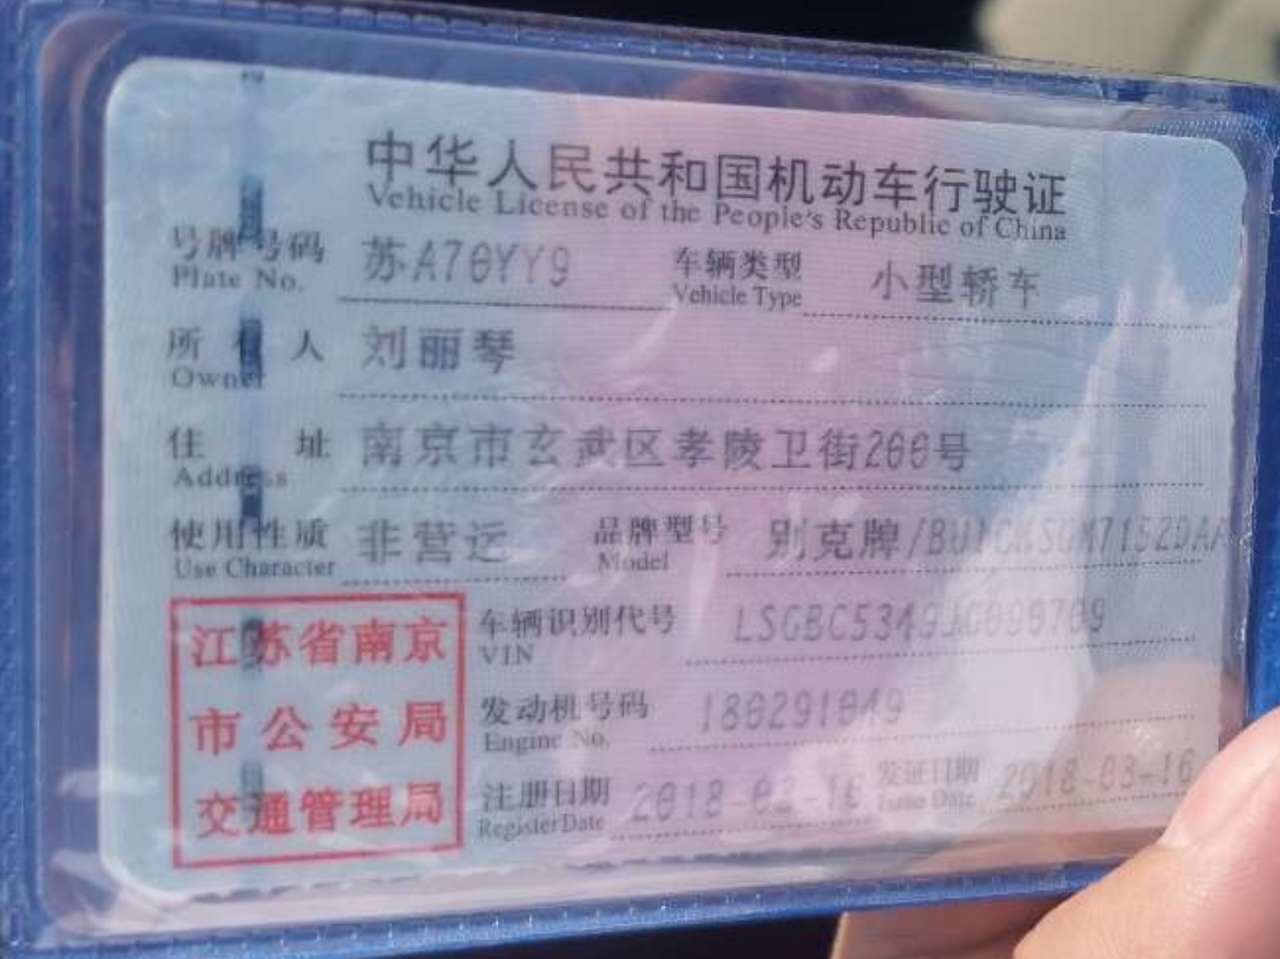 中华人民共和国机动车行驶证
Vehicle License of the People's Republic of China
号牌号码 苏A70YY9 车辆类型 小型轿车
Plate No. Vehicle Type
所有人 刘丽琴
Owner
住址 南京市玄武区孝陵卫街200号
Address
使用性质 非营运 品牌型号 别克牌/BUICKSGM7152DAA
Use Character Model
江苏省南京
市公安局
交通管理局
车辆识别代号 LSGBC5349JG099709
VIN
发动机号码 180291049
Engine No.
注册日期 2018-03-16 发证日期 2018-03-16
Register Date Issue Date